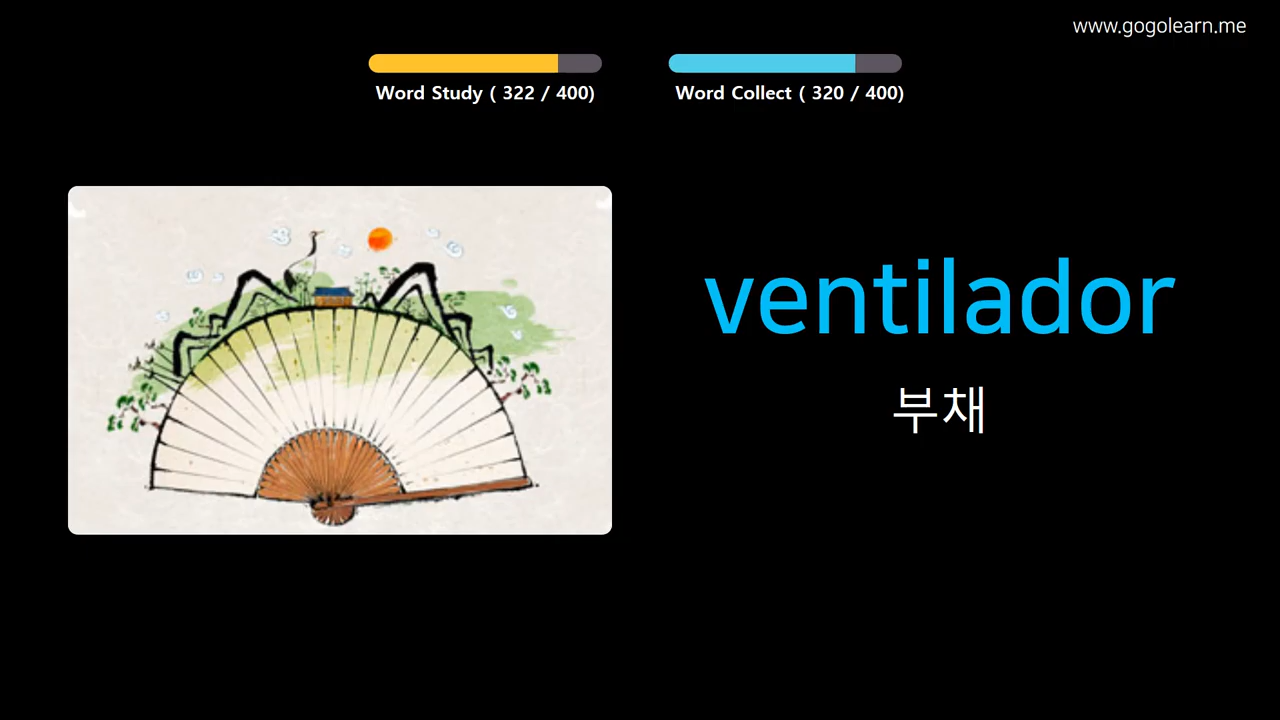 www.gogolearn.me
Word Study ( 322 / 400)
Word Collect ( 320 / 400)
ventilador
부채